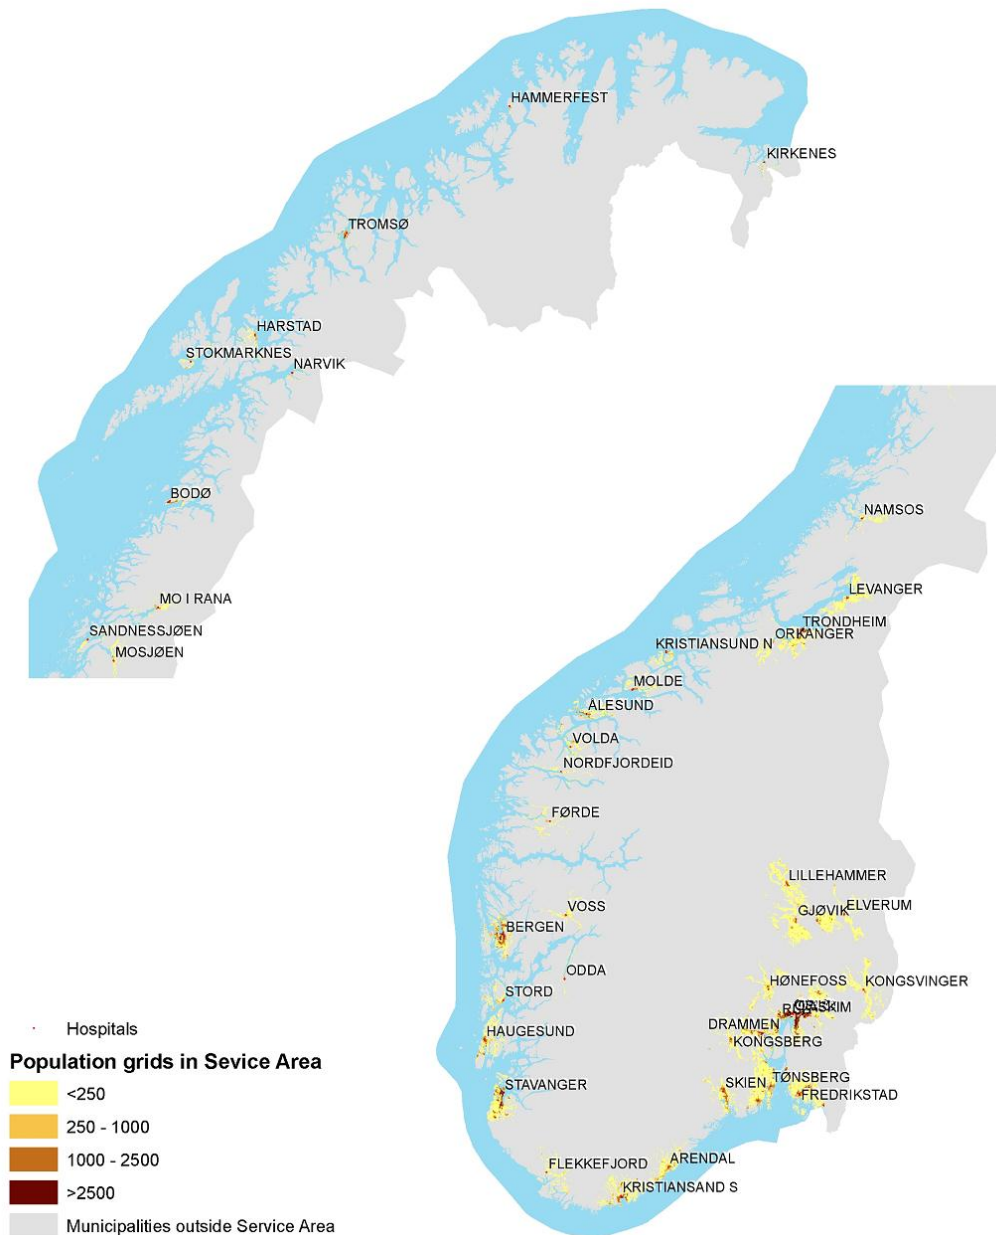 HAMMERFEST
KIRKENES
TROMSØ
HARSTAD
STOKMARKNES
NARVIK
BODØ
NAMSOS
MO I RANA
LEVANGER
SANDNESSJØEN
TRONDHEIM
ORKANGER
MOSJØEN
KRISTIANSUND N
MOLDE
ÅLESUND
VOLDA
NORDFJORDEID
FØRDE
LILLEHAMMER
VOSS
GJØVIK
ELVERUM
BERGEN
ODDA
HØNEFOSS
KONGSVINGER
STORD
DRAMMEN
HAUGESUND
KONGSBERG
STAVANGER
SKIEN
TØNSBERG
FREDRIKSTAD
FLEKKEFJORD
ARENDAL
KRISTIANSAND S
Hospitals
Population grids in Sevice Area
<250
250 - 1000
1000 - 2500
>2500
Municipalities outside Service Area